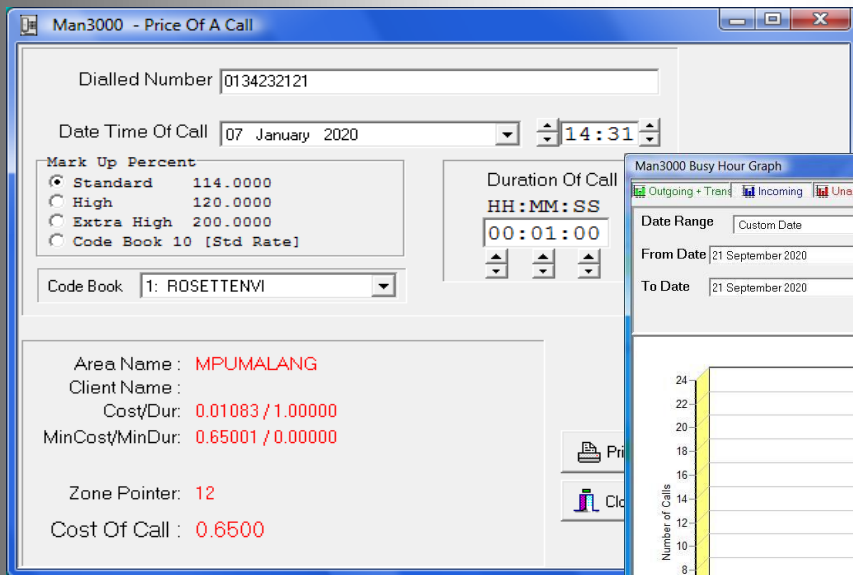 Man3000 - Price Of A Call
Dialled Number 0134232121
Date Time Of Call 07 January 2020 14:31
Mark Up Percent
Standard 114.0000
High 120.0000
Extra High 200.0000
Code Book 10 [Std Rate]
Duration Of Call
HH:MM:SS
00:01:00
Code Book 1: ROSETTENVI
Area Name : MPUMALANG
Client Name :
Cost/Dur: 0.01083 / 1.00000
MinCost/MinDur: 0.65001 / 0.00000
Zone Pointer: 12
Cost Of Call : 0.6500
Pri
Clo
Man3000 Busy Hour Graph
Outgoing + Trans Incoming Una
Date Range Custom Date
From Date 21 September 2020
To Date 21 September 2020
Number of Calls
24
22
20
18
16
14
12
10
8